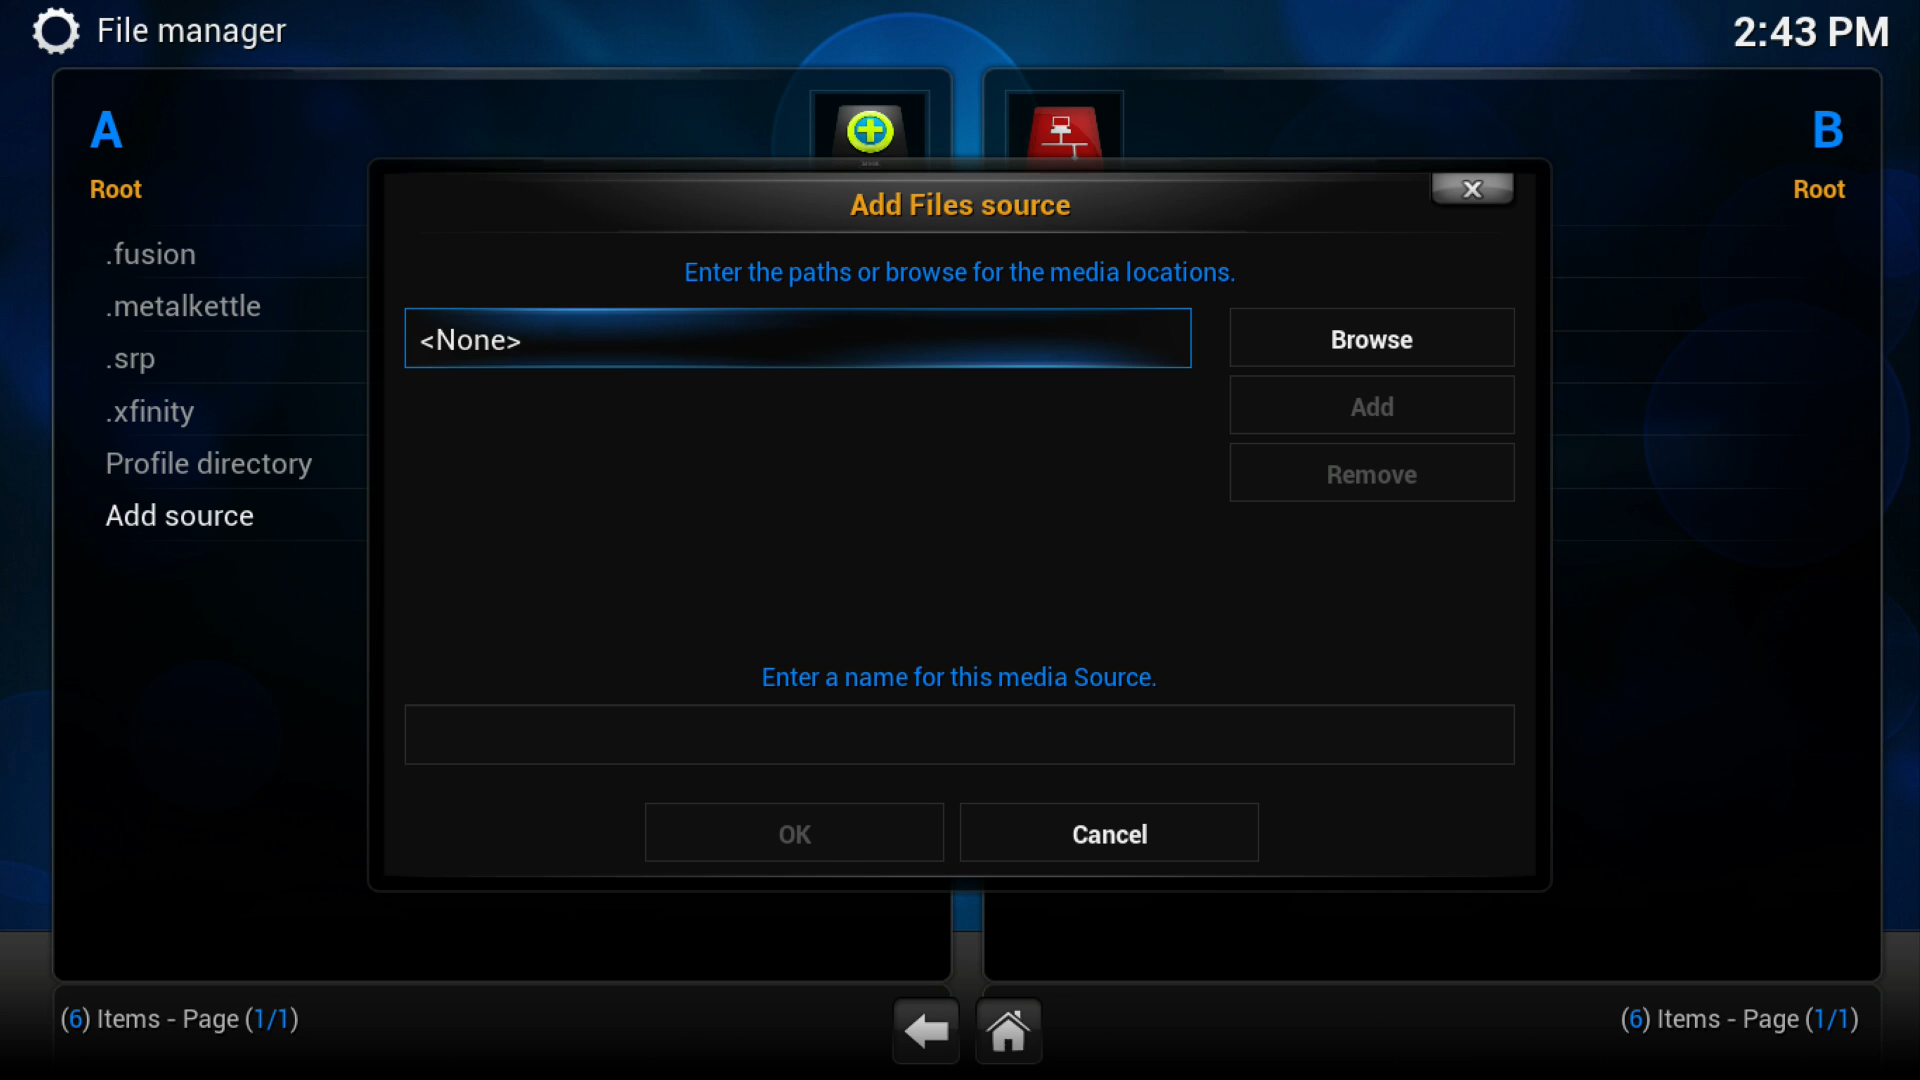 File manager
2:43 PM
A
B
Root
Root
.fusion
.metalkettle
.srp
.xfinity
Profile directory
Add source
Add Files source
x
Enter the paths or browse for the media locations.
<None>
Browse
Add
Remove
Enter a name for this media Source.
OK
Cancel
(6) Items - Page (1/1)
(6) Items - Page (1/1)